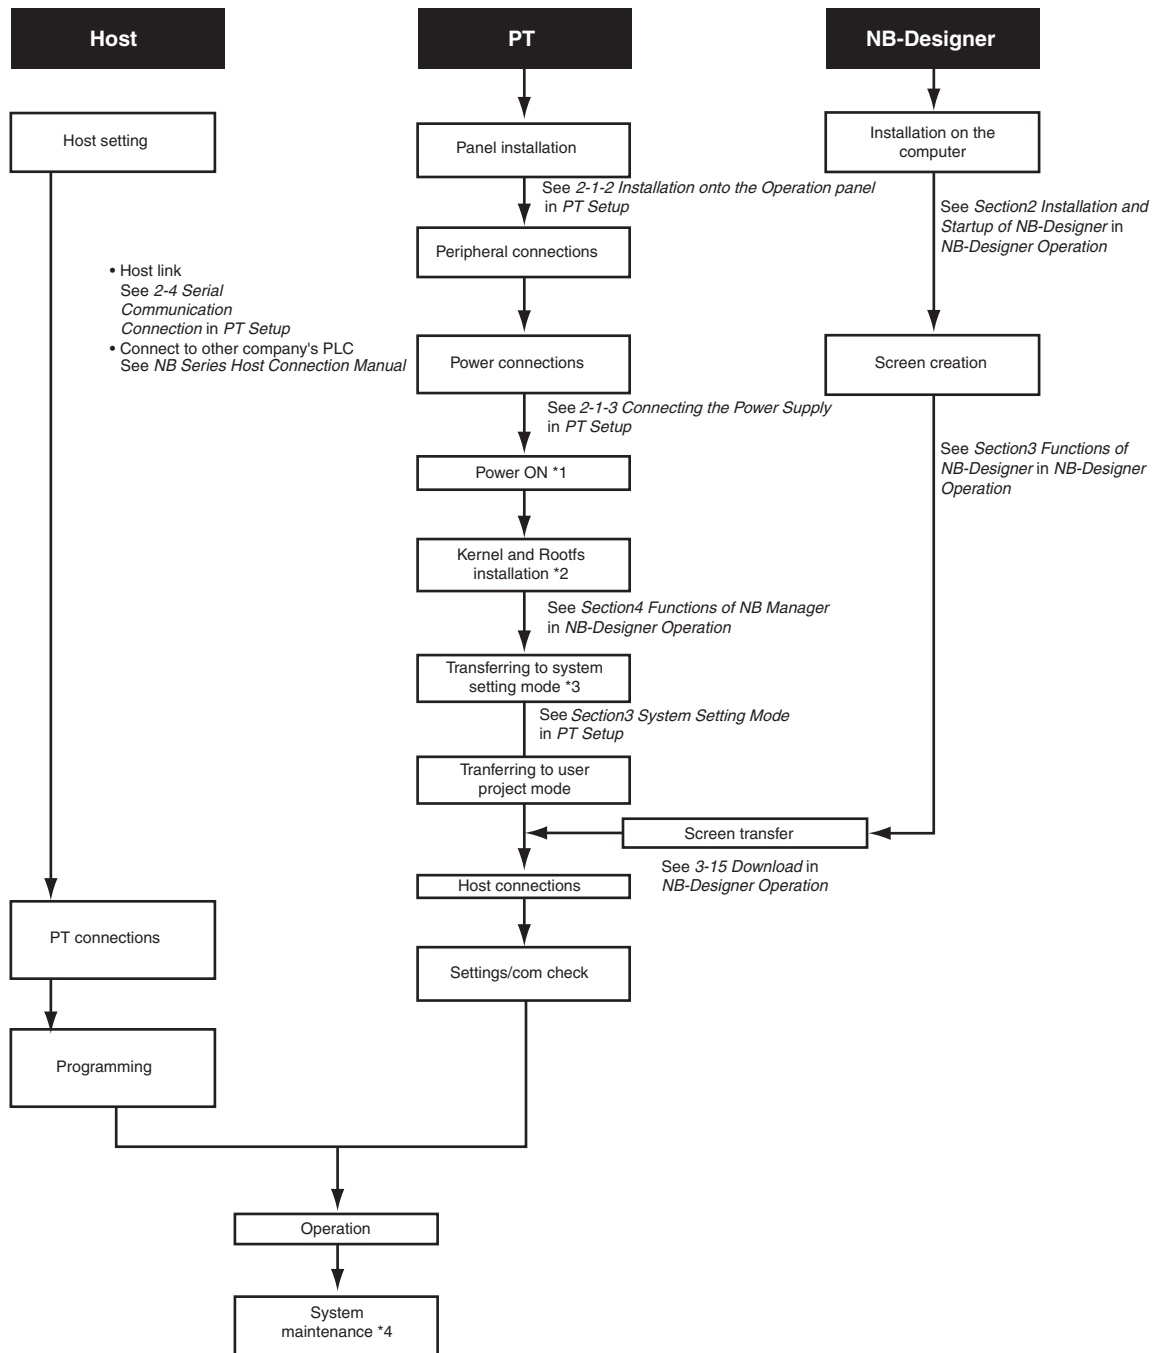 Host
PT
NB-Designer
Host setting
Panel installation
Installation on the
computer
See 2-1-2 Installation onto the Operation panel
in PT Setup
See Section2 Installation and
Startup of NB-Designer in
NB-Designer Operation
Peripheral connections
• Host link
See 2-4 Serial
Communication
Connection in PT Setup
• Connect to other company's PLC
See NB Series Host Connection Manual
Power connections
Screen creation
See 2-1-3 Connecting the Power Supply
in PT Setup
See Section3 Functions of
NB-Designer in NB-Designer
Operation
Power ON *1
Kernel and Rootfs
installation *2
See Section4 Functions of NB Manager
in NB-Designer Operation
Transferring to system
setting mode *3
See Section3 System Setting Mode
in PT Setup
Tranferring to user
project mode
Screen transfer
See 3-15 Download in
NB-Designer Operation
Host connections
PT connections
Settings/com check
Programming
Operation
System
maintenance *4